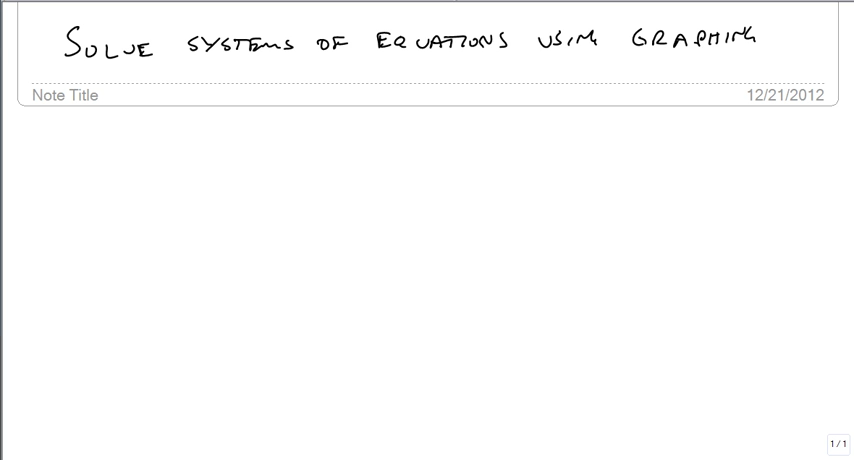 SOLVE SYSTEMS OF EQUATIONS USING GRAPHING
Note Title
12/21/2012
1 / 1